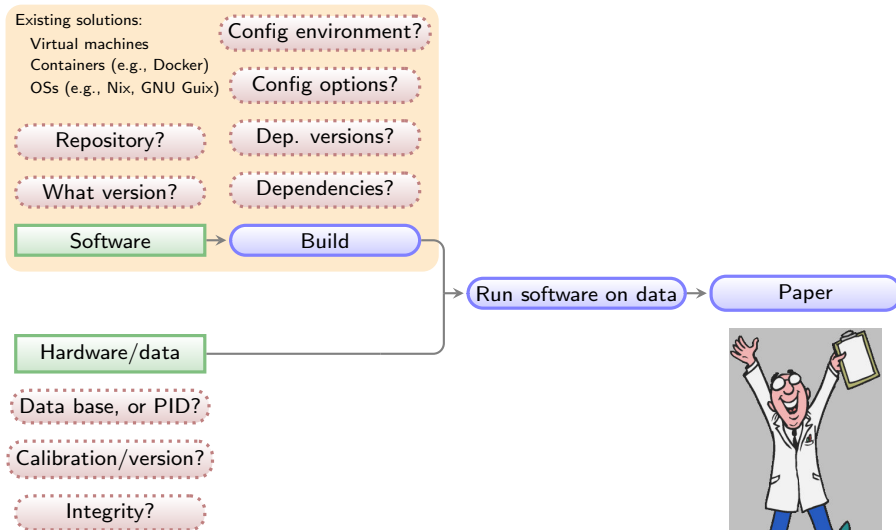 Existing solutions:
Virtual machines
Containers (e.g., Docker)
OSs (e.g., Nix, GNU Guix)
Config environment?
Config options?
Repository?
Dep. versions?
What version?
Dependencies?
Software
Build
Run software on data
Paper
Hardware/data
Data base, or PID?
Calibration/version?
Integrity?